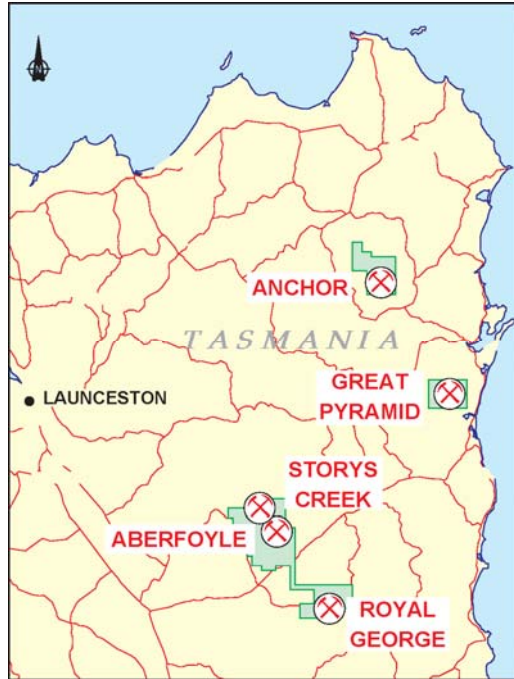 N
ANCHOR
TASMANIA
GREAT
PYRAMID
LAUNCESTON
STORYS
CREEK
ABERFOYLE
ROYAL
GEORGE